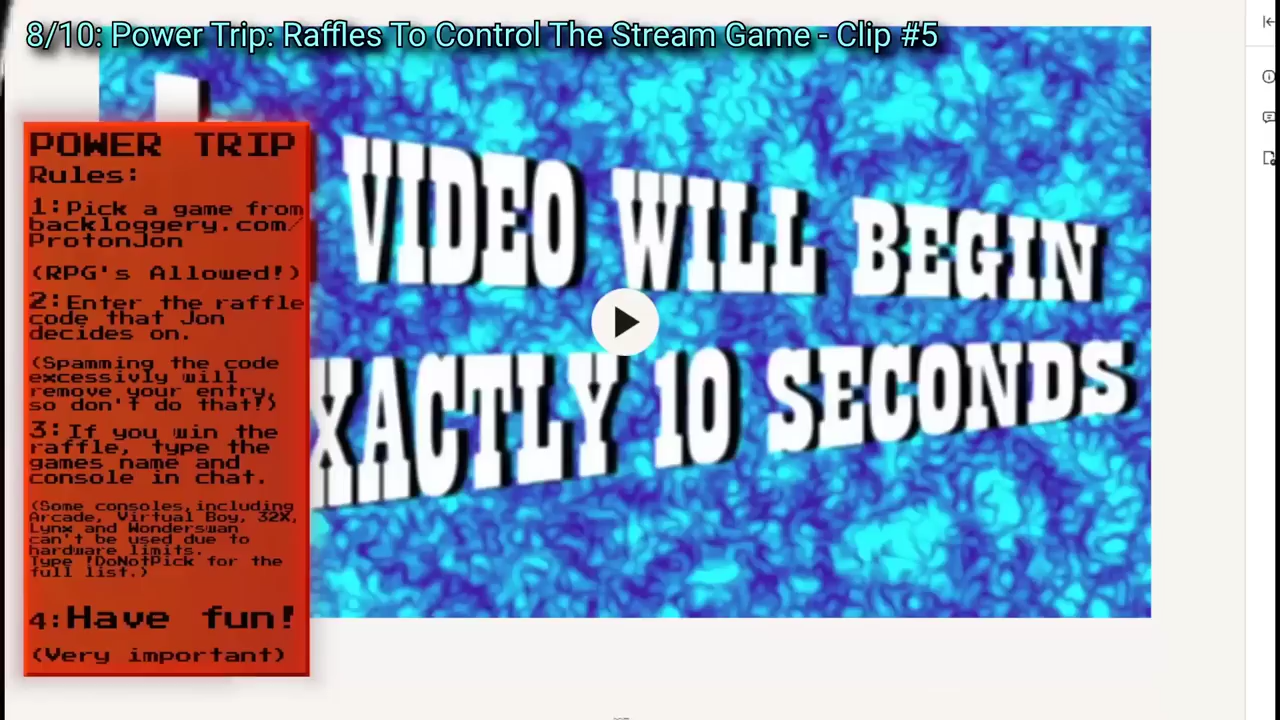 8/10: Power Trip: Raffles To Control The Stream Game - Clip #5
VIDEO WILL BEGIN
XACTLY 10 SECONDS
POWER TRIP
Rules:
1:Pick a game from
backloggery.com/
ProtonJon
(RPG's Allowed!)
2:Enter the raffle
code that Jon
decides on.
(Spamming the code
excessivly will
remove your entry,
so don't do that!)
3:If you win the
raffle, type the
games name and
console in chat.
(Some consoles,including
Arcade, Virtual Boy, 32X,
Lynx and Wonderswan
can't be used due to
hardware limits.
Type !DoNotPick for the
full list.)
4:Have fun!
(Very important)